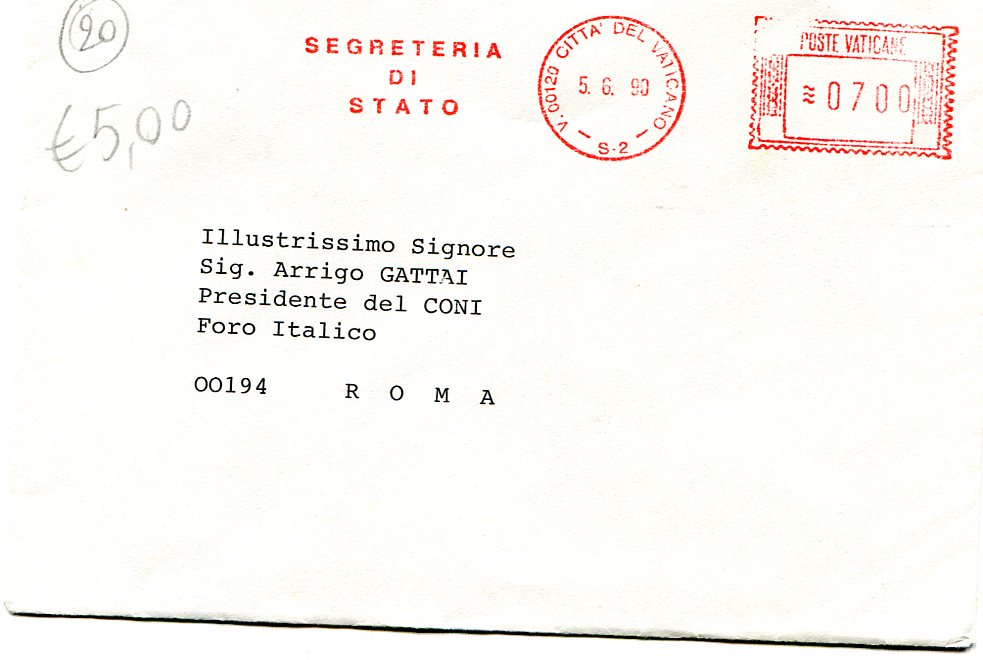 20
€5,00
SEGRETERIA
DI
STATO
V. 00120 CITTA' DEL VATICANO
5. 6. 90
S-2
POSTE VATICANE
≋ 0700
Illustrissimo Signore
Sig. Arrigo GATTAI
Presidente del CONI
Foro Italico
00194 R O M A